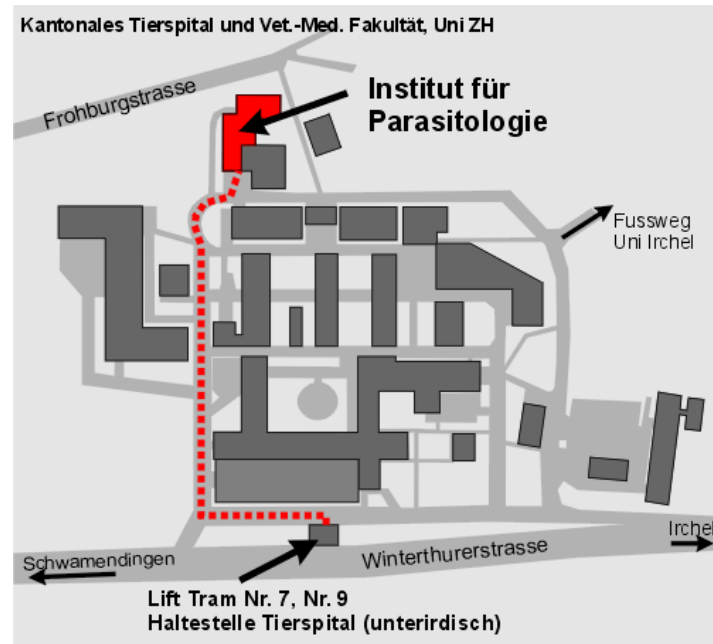 Kantonales Tierspital und Vet.-Med. Fakultät, Uni ZH
Frohburgstrasse
Institut für
Parasitologie
Fussweg
Uni Irchel
Irchel
Schwamendingen
Winterthurerstrasse
Lift Tram Nr. 7, Nr. 9
Haltestelle Tierspital (unterirdisch)